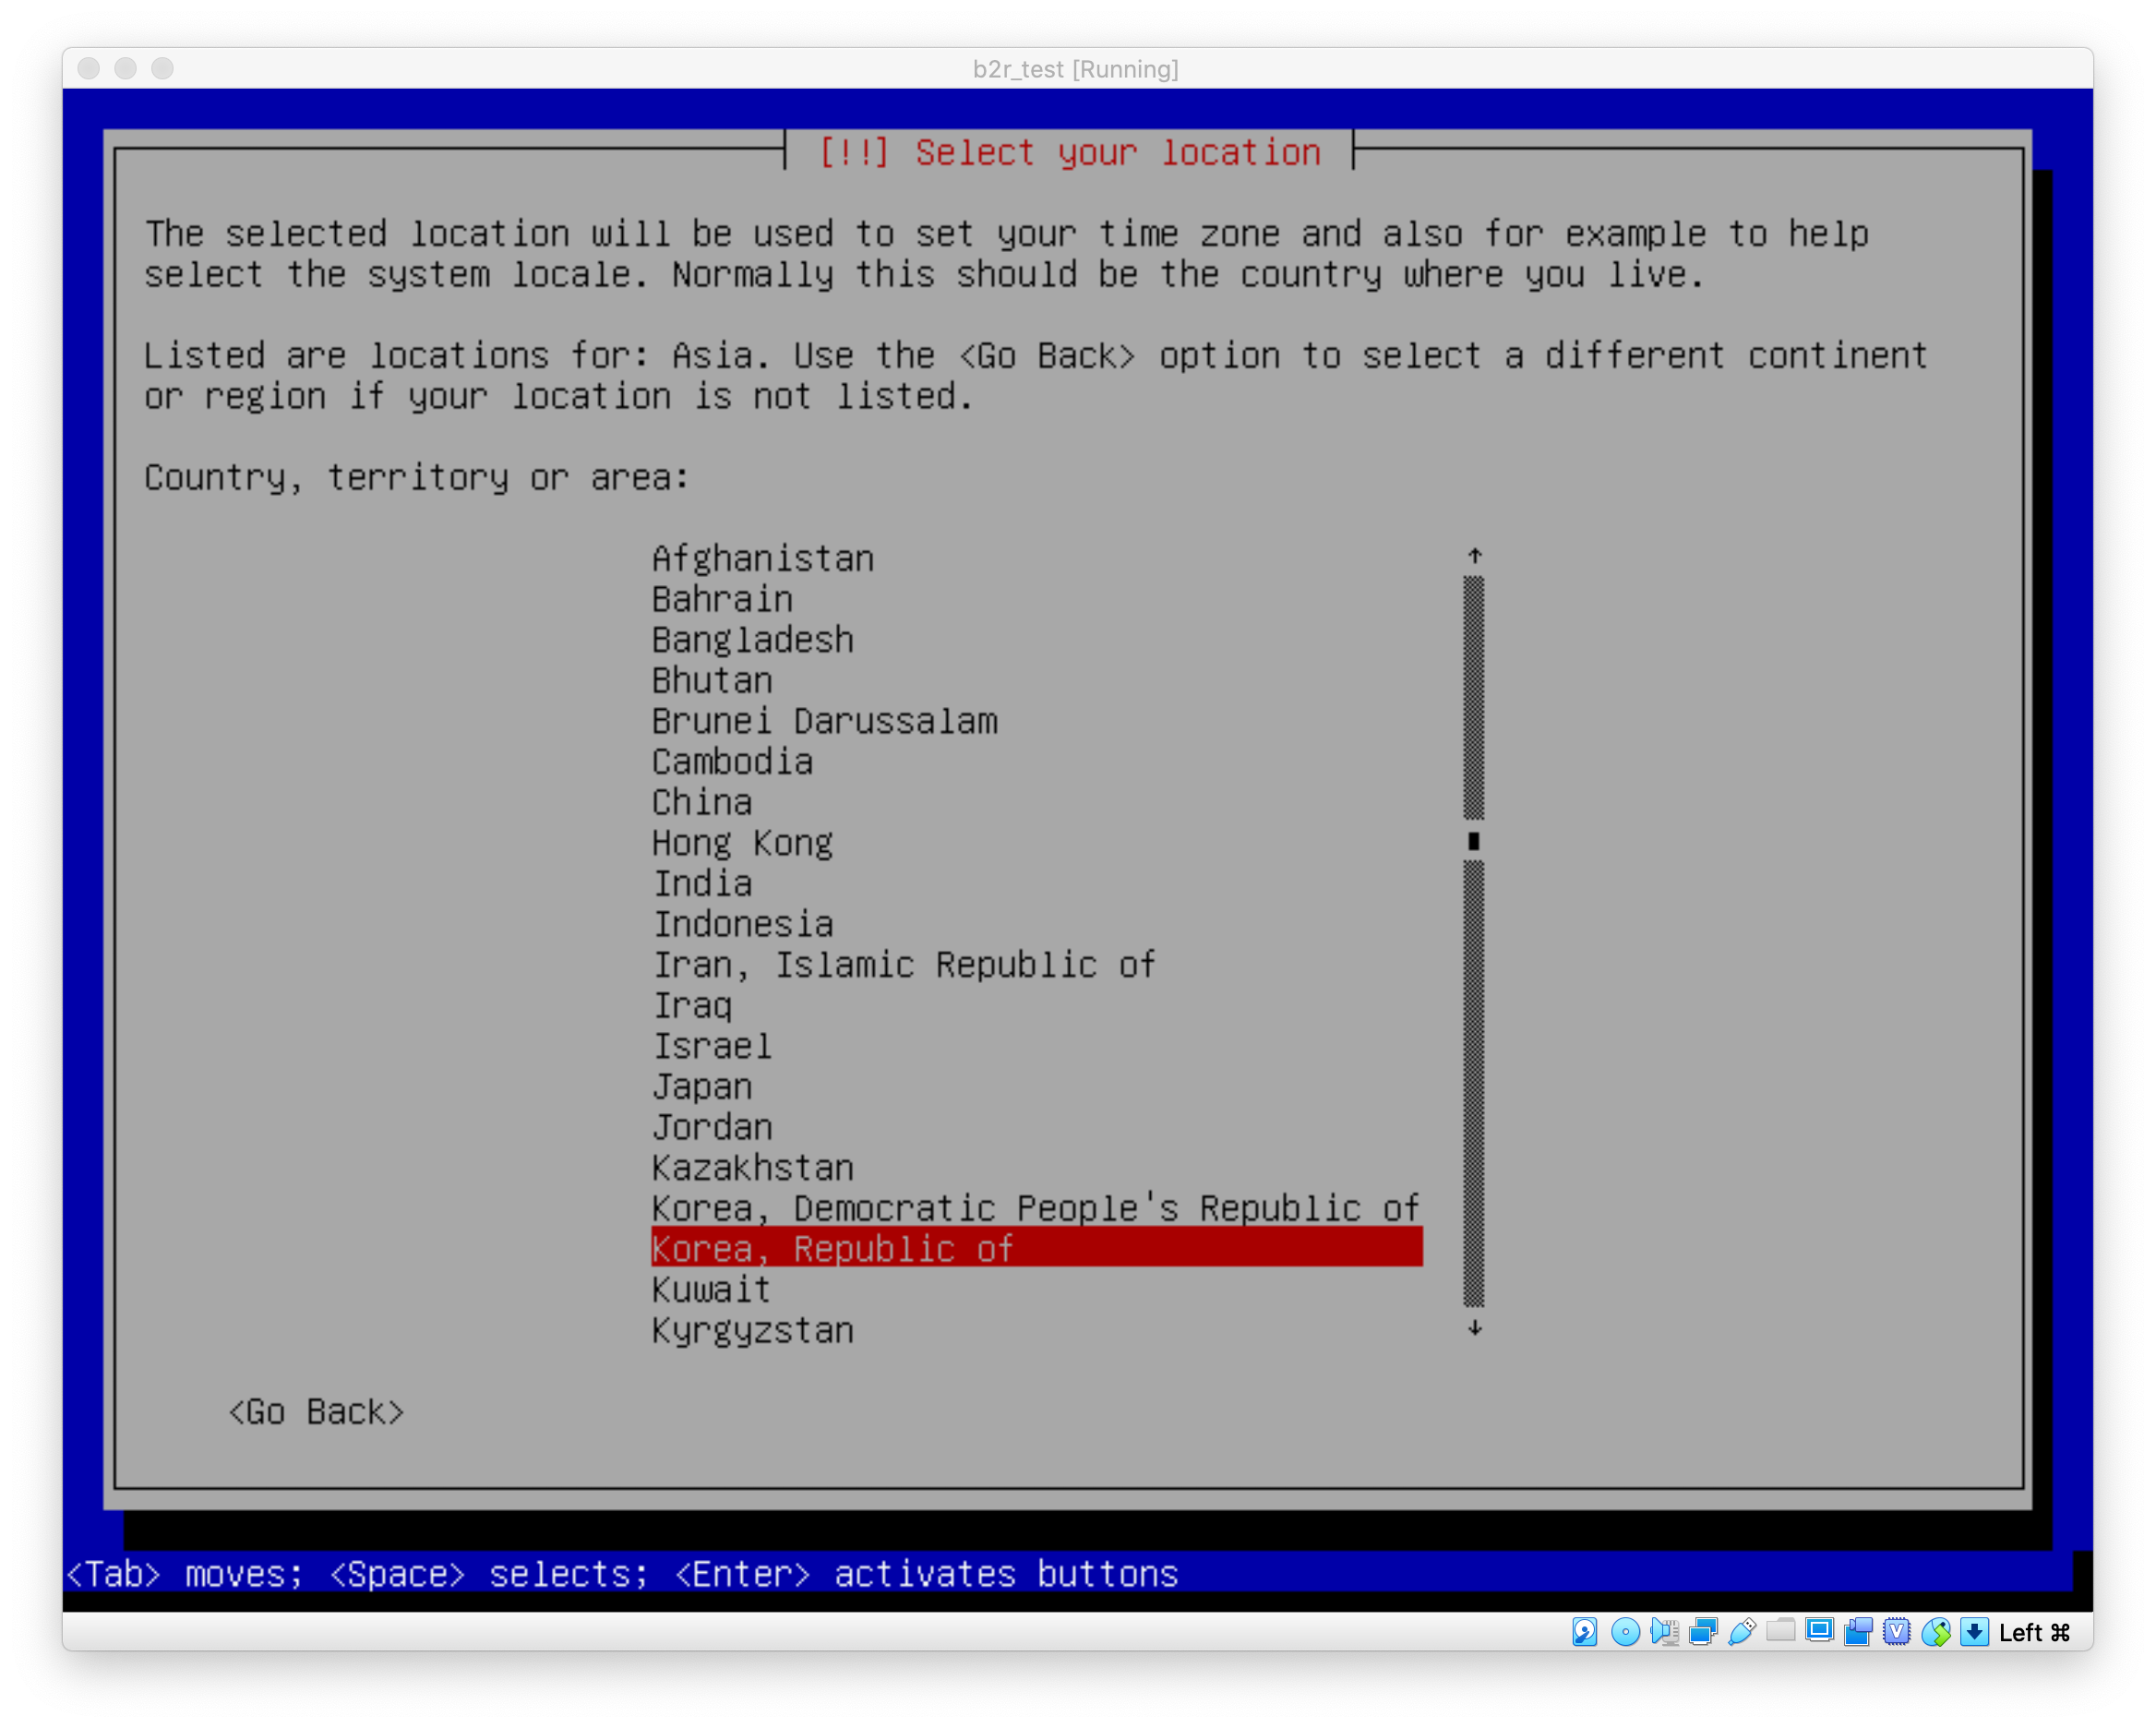 b2r_test [Running]
[!!] Select your location
The selected location will be used to set your time zone and also for example to help
select the system locale. Normally this should be the country where you live.
Listed are locations for: Asia. Use the <Go Back> option to select a different continent
or region if your location is not listed.
Country, territory or area:
Afghanistan
Bahrain
Bangladesh
Bhutan
Brunei Darussalam
Cambodia
China
Hong Kong
India
Indonesia
Iran, Islamic Republic of
Iraq
Israel
Japan
Jordan
Kazakhstan
Korea, Democratic People's Republic of
Korea, Republic of
Kuwait
Kyrgyzstan
<Go Back>
<Tab> moves; <Space> selects; <Enter> activates buttons
Left ⌘